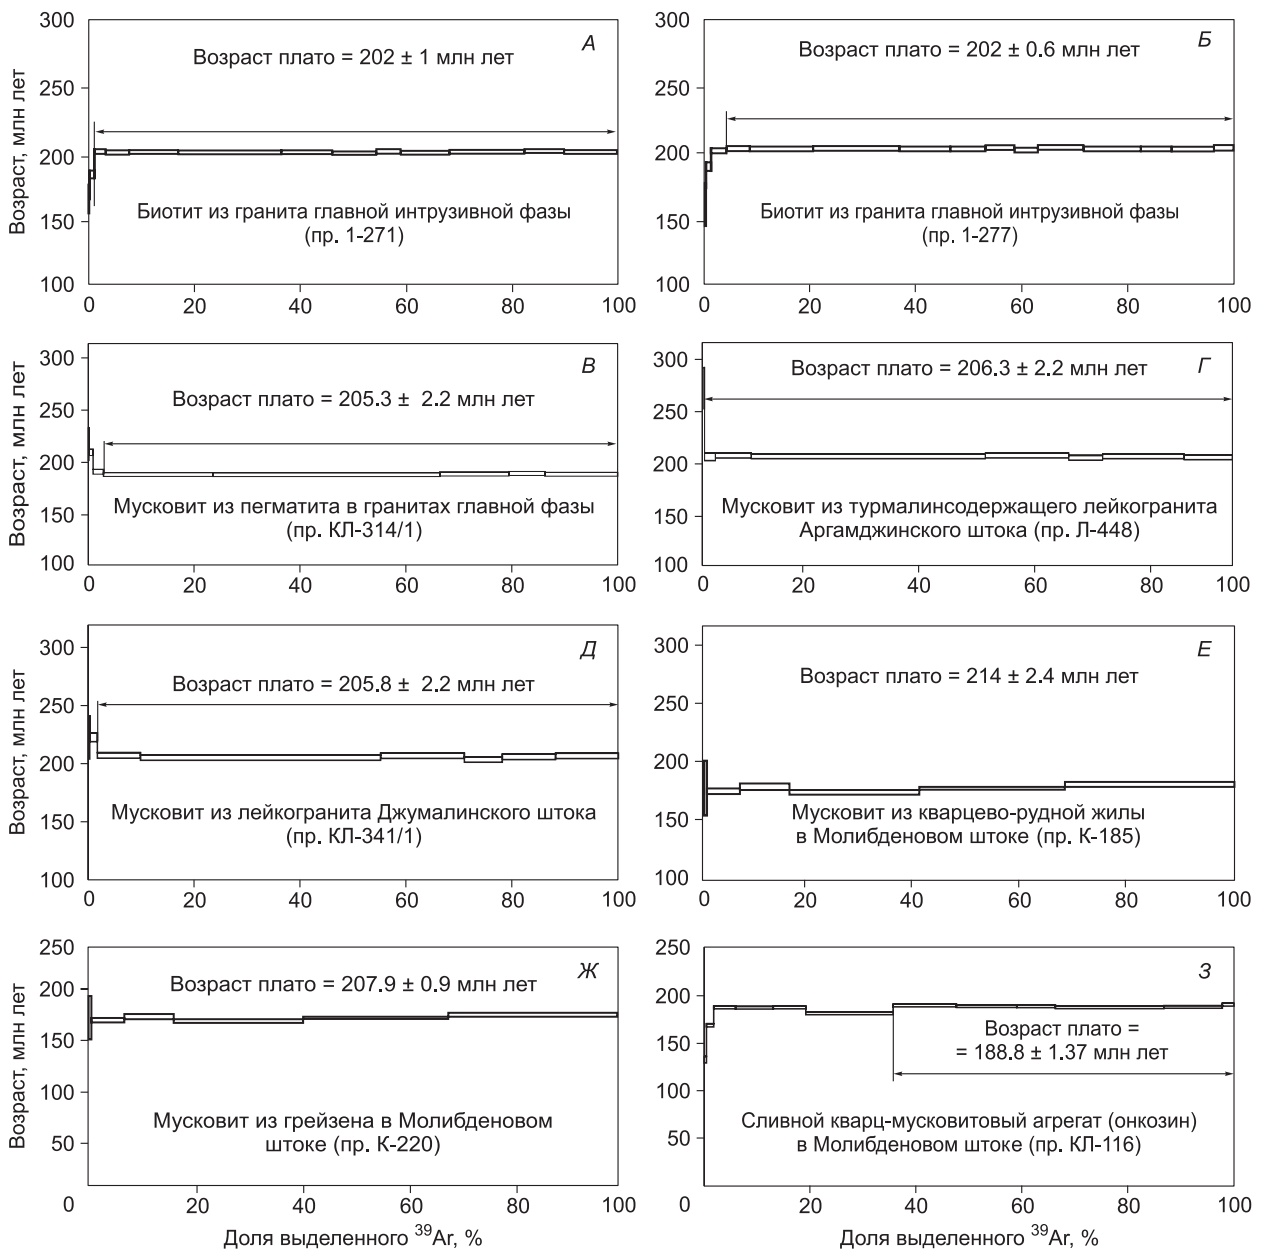 300
250
200
150
100
Возраст, млн лет
А
Возраст плато = 202 ± 1 млн лет
Биотит из гранита главной интрузивной фазы
(пр. 1-271)
0 20 40 60 80 100
300
250
200
150
100
Б
Возраст плато = 202 ± 0.6 млн лет
Биотит из гранита главной интрузивной фазы
(пр. 1-277)
0 20 40 60 80 100
300
250
200
150
100
Возраст, млн лет
В
Возраст плато = 205.3 ± 2.2 млн лет
Мусковит из пегматита в гранитах главной фазы
(пр. КЛ-314/1)
0 20 40 60 80 100
300
250
200
150
100
Г
Возраст плато = 206.3 ± 2.2 млн лет
Мусковит из турмалинсодержащего лейкогранита
Аргамджинского штока (пр. Л-448)
0 20 40 60 80 100
300
250
200
150
100
Возраст, млн лет
Д
Возраст плато = 205.8 ± 2.2 млн лет
Мусковит из лейкогранита Джумалинского штока
(пр. КЛ-341/1)
0 20 40 60 80 100
300
250
200
150
100
Е
Возраст плато = 214 ± 2.4 млн лет
Мусковит из кварцево-рудной жилы
в Молибденовом штоке (пр. К-185)
0 20 40 60 80 100
250
200
150
100
50
Возраст, млн лет
Ж
Возраст плато = 207.9 ± 0.9 млн лет
Мусковит из грейзена в Молибденовом
штоке (пр. К-220)
0 20 40 60 80 100
Доля выделенного ³⁹Ar, %
250
200
150
100
50
З
Возраст плато =
= 188.8 ± 1.37 млн лет
Сливной кварц-мусковитовый агрегат (онкозин)
в Молибденовом штоке (пр. КЛ-116)
0 20 40 60 80 100
Доля выделенного ³⁹Ar, %